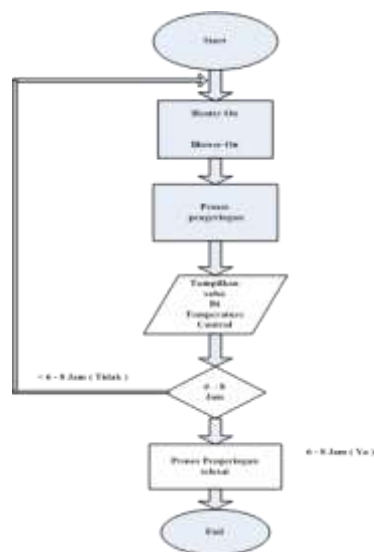 Start
Heater On
Blower On
Proses
pengeringan
Tampilkan
suhu
Di
Temperature
Control
< 6 - 8 Jam ( Tidak )
6 - 8
Jam
6 - 8 Jam ( Ya )
Proses Pengeringan
selesai
End